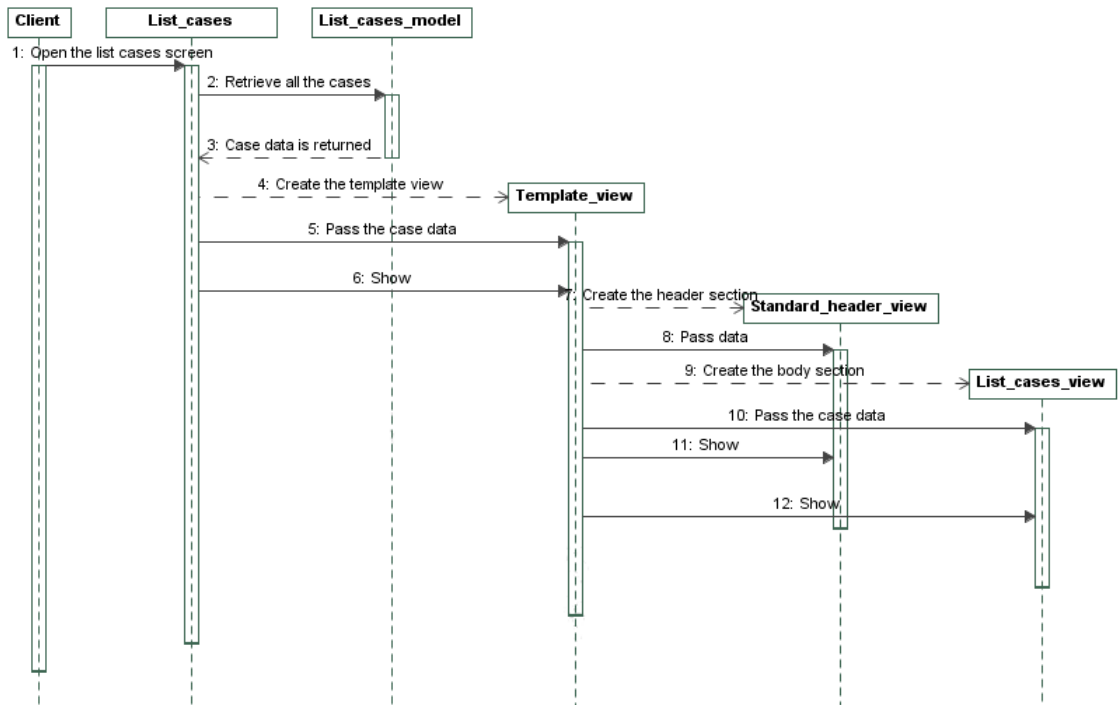 Client
List_cases
List_cases_model
1: Open the list cases screen
2: Retrieve all the cases
3: Case data is returned
4: Create the template view
Template_view
5: Pass the case data
6: Show
7: Create the header section
Standard_header_view
8: Pass data
9: Create the body section
List_cases_view
10: Pass the case data
11: Show
12: Show